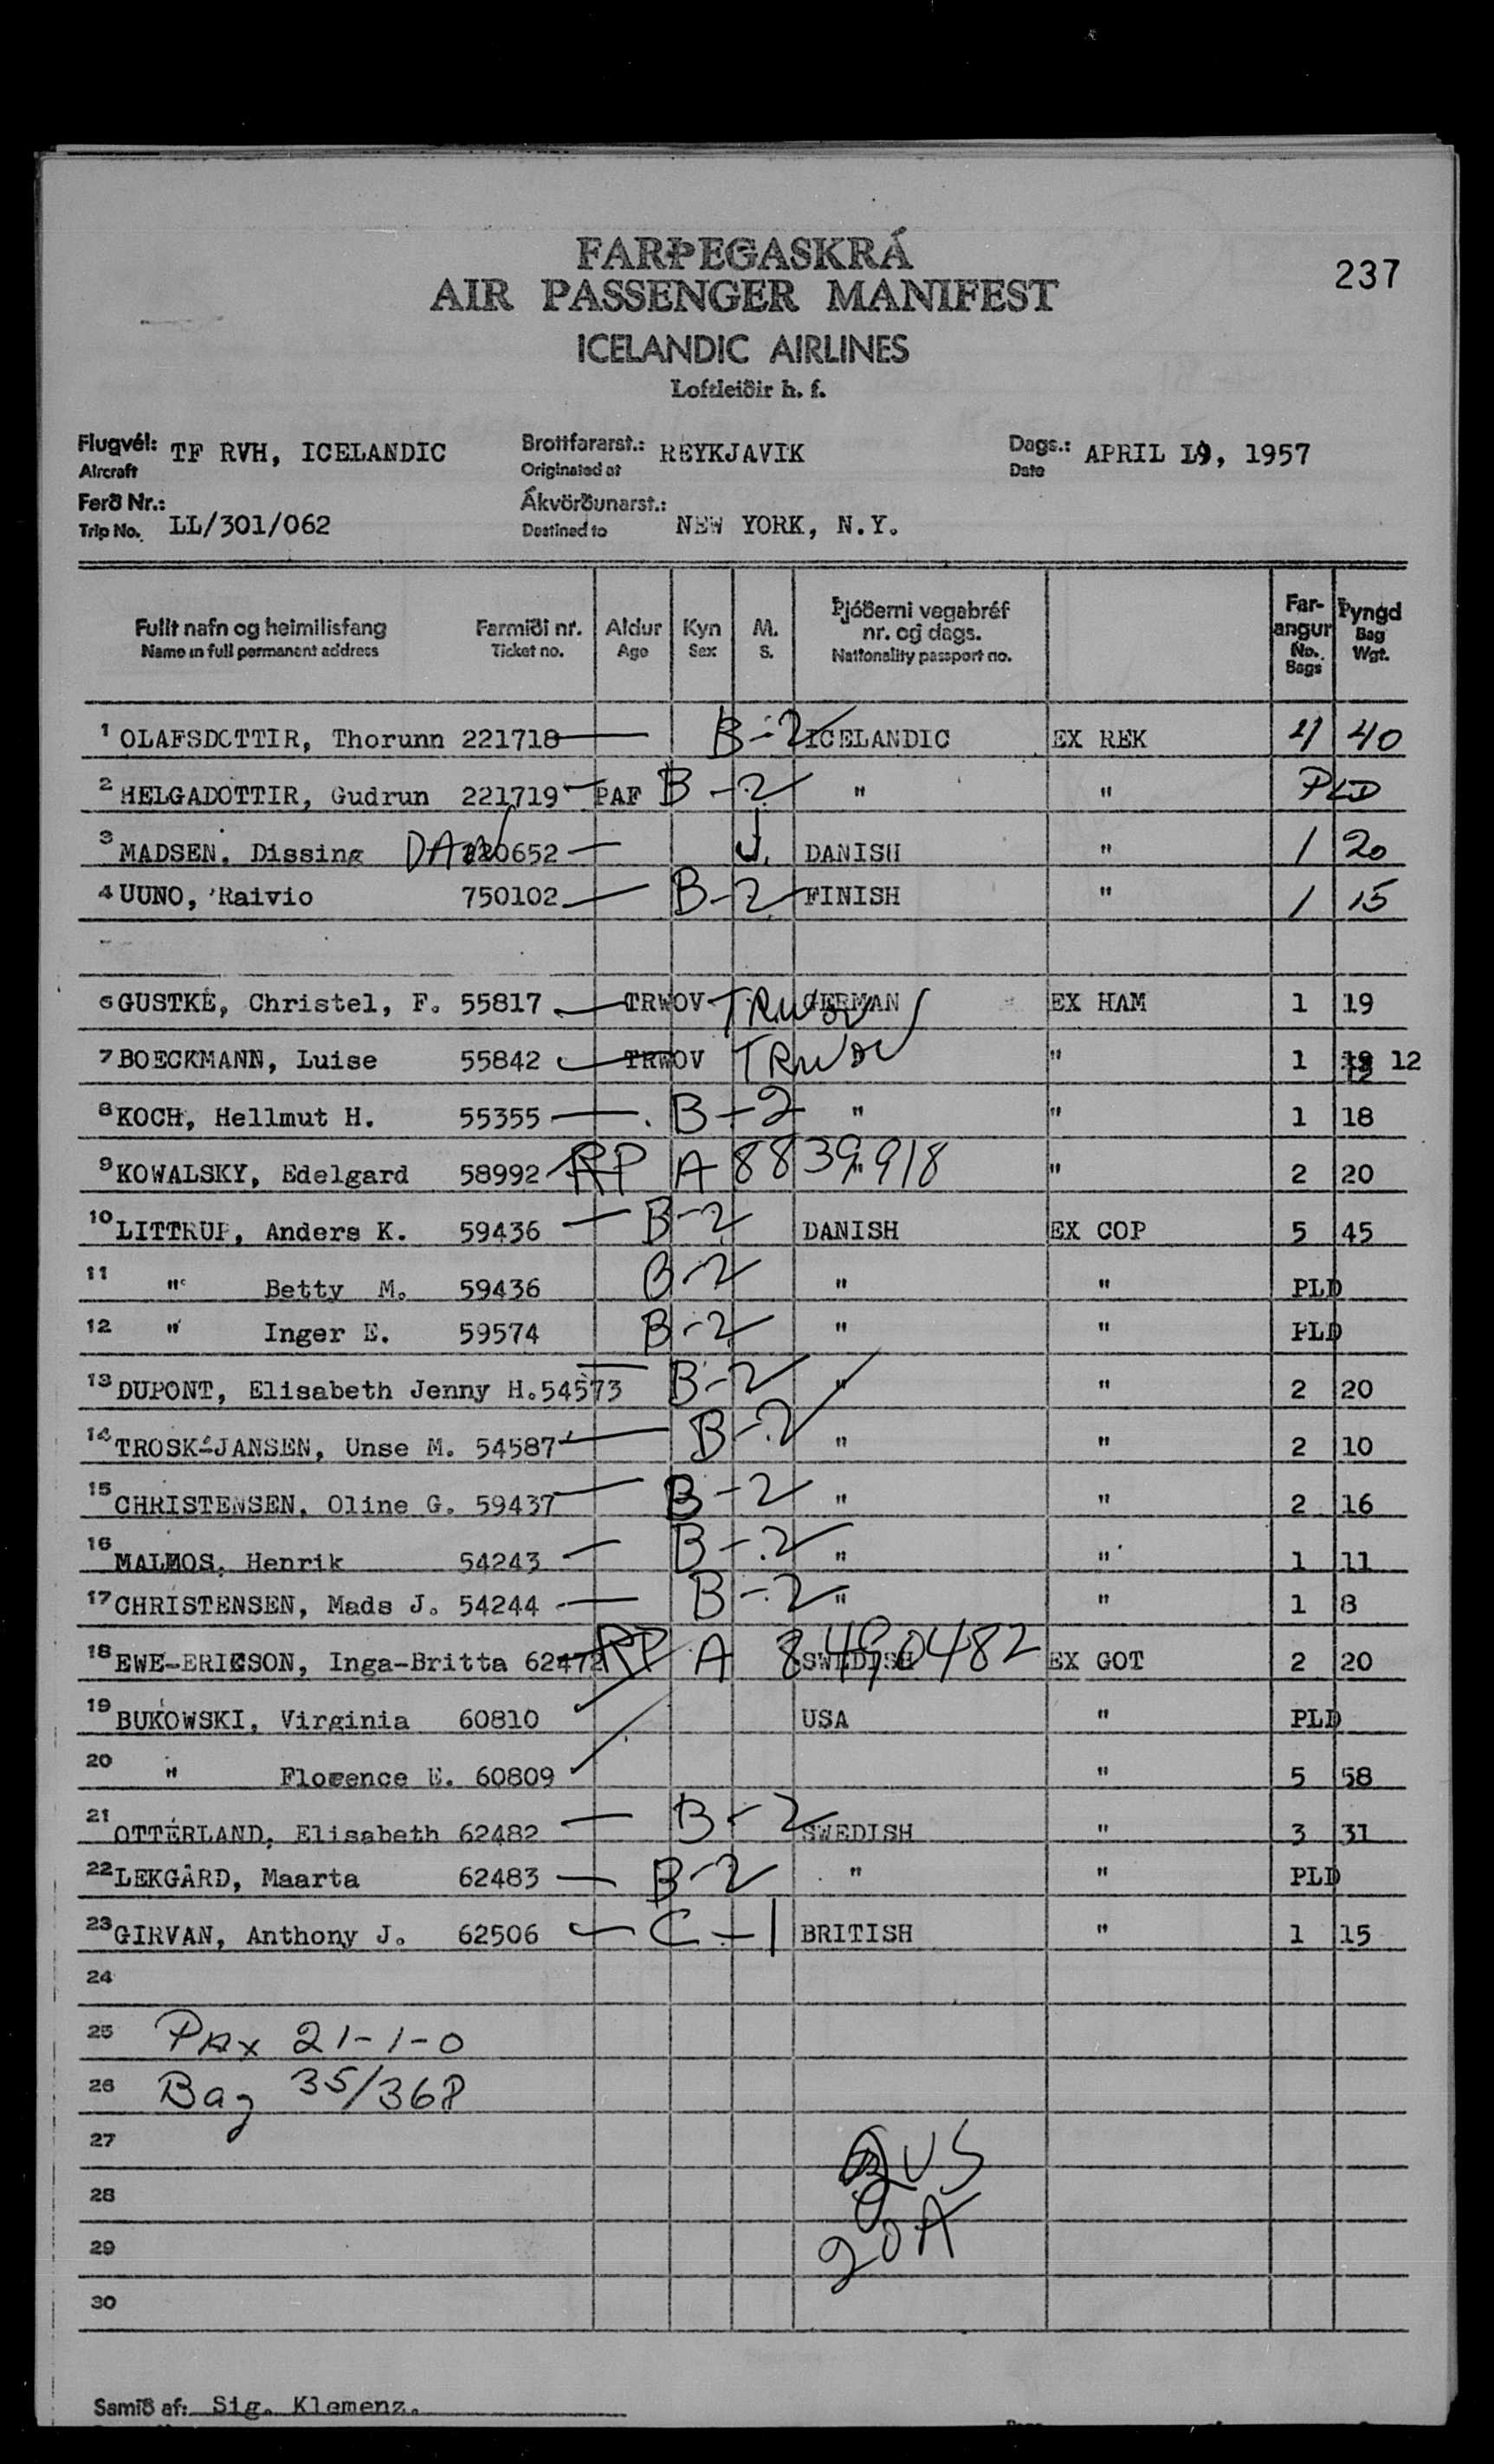 FARÞEGASKRÁ
AIR PASSENGER MANIFEST
237
ICELANDIC AIRLINES
Loftleiðir h. f.
Flugvél: TF RVH, ICELANDIC Brottfararst.: REYKJAVIK Dags.: APRIL 19, 1957
Aircraft Originated at Date
Ferð Nr.: Ákvörðunarst.:
Trip No. LL/301/062 Destined to NEW YORK, N.Y.
Fullt nafn og heimilisfang Farmiði nr. Aldur Kyn M. Þjóðerni vegabréf nr. og dags. Farangur Þyngd
Name in full permanent address Ticket no. Age Sex S. Nationality passport no. No. Bags Bag Wgt.
1 OLAFSDOTTIR, Thorunn 221718 B-2 ICELANDIC EX REK 4 40
2 HELGADOTTIR, Gudrun 221719 PAF B-2 " " PLD
3 MADSEN, Dissing DAN 220652 DANISH " 1 20
4 UUNO, Raivio 750102 B-2 FINISH " 1 15
6 GUSTKE, Christel, F. 55817 TRWOV TRWOV GERMAN EX HAM 1 19
7 BOECKMANN, Luise 55842 TRWOV TRWOV " 1 12
8 KOCH, Hellmut H. 55355 B-2 " " 1 18
9 KOWALSKY, Edelgard 58992 RP A 8839918 " " 2 20
10 LITTRUP, Anders K. 59436 B-2 DANISH EX COP 5 45
11 " Betty M. 59436 B-2 " " PLD
12 " Inger E. 59574 B-2 " " PLD
13 DUPONT, Elisabeth Jenny H. 54573 B-2 " " 2 20
14 TROSK-JANSEN, Unse M. 54587 B-2 " " 2 10
15 CHRISTENSEN, Oline G. 59437 B-2 " " 2 16
16 MALMOS, Henrik 54243 B-2 " " 1 11
17 CHRISTENSEN, Mads J. 54244 B-2 " " 1 8
18 EWE-ERICSON, Inga-Britta 62472 RP A 8490482 SWEDISH EX GOT 2 20
19 BUKOWSKI, Virginia 60810 USA " PLD
20 " Florence E. 60809 " 5 58
21 OTTERLAND, Elisabeth 62482 B-2 SWEDISH " 3 31
22 LEKGÅRD, Maarta 62483 B-2 " " PLD
23 GIRVAN, Anthony J. 62506 C-1 BRITISH " 1 15
24
25 Pax 21-1-0
26 Bag 35/368
27 US
28
29 20A
30
Samið af: Sig. Klemenz.